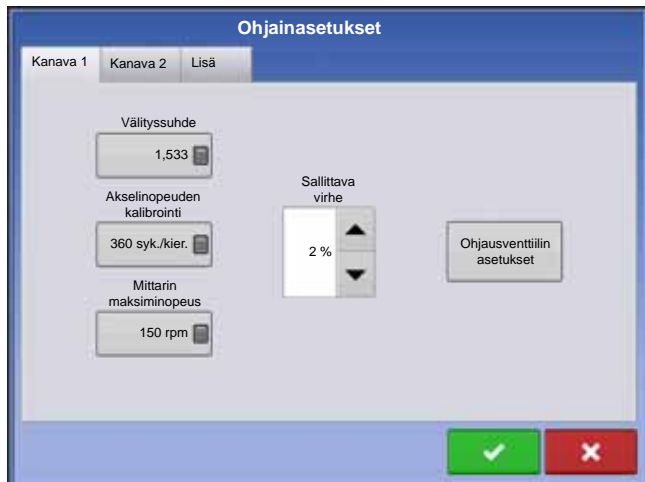 Ohjainasetukset
Kanava 1
Kanava 2
Lisä
Välityssuhde
1,533
Akselinopeuden
kalibrointi
360 syk./kier.
Mittarin
maksiminopeus
150 rpm
Sallittava
virhe
2 %
Ohjausventtiilin
asetukset